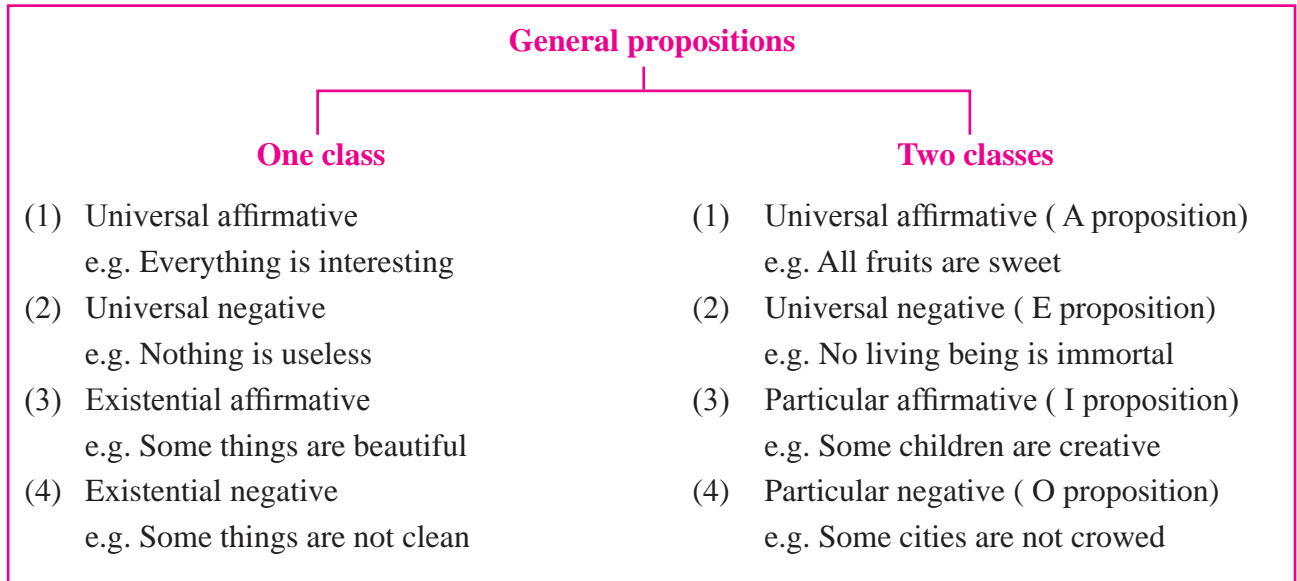 General propositions
One class
(1) Universal affirmative
e.g. Everything is interesting
(2) Universal negative
e.g. Nothing is useless
(3) Existential affirmative
e.g. Some things are beautiful
(4) Existential negative
e.g. Some things are not clean
Two classes
(1) Universal affirmative ( A proposition)
e.g. All fruits are sweet
(2) Universal negative ( E proposition)
e.g. No living being is immortal
(3) Particular affirmative ( I proposition)
e.g. Some children are creative
(4) Particular negative ( O proposition)
e.g. Some cities are not crowed